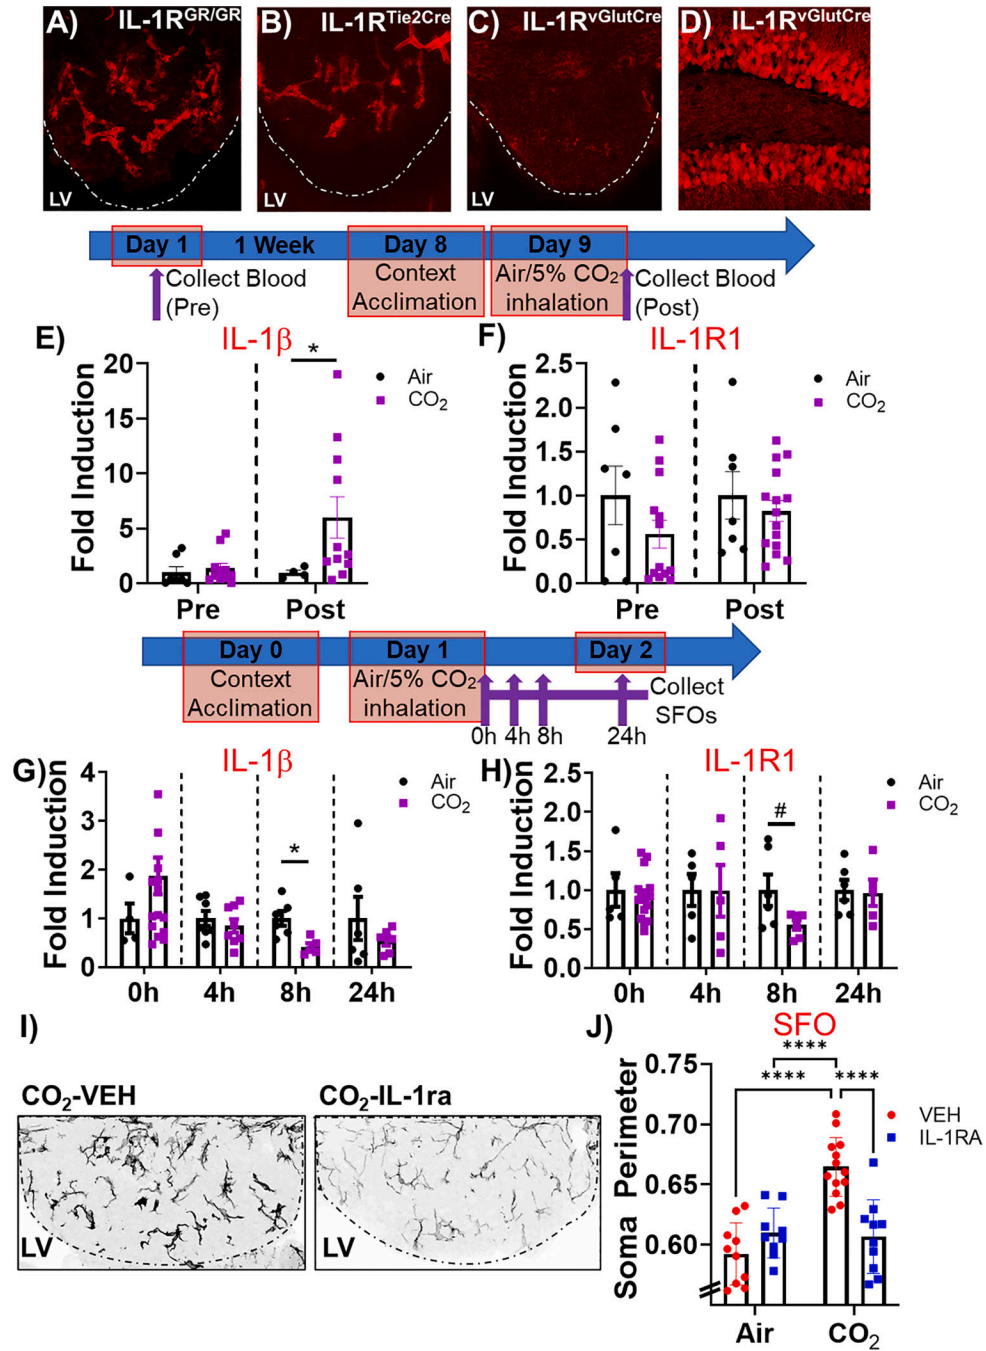 A) IL-1R^GR/GR B) IL-1R^Tie2Cre C) IL-1R^vGlutCre D) IL-1R^vGlutCre
LV LV LV
Day 1 1 Week Day 8 Day 9
Collect Blood
(Pre)
Context
Acclimation
Air/5% CO₂
inhalation
Collect Blood
(Post)
E) IL-1β
Fold Induction
20
15
10
5
0
*
Air
CO₂
Pre Post
F) IL-1R1
Fold Induction
2.5
2.0
1.5
1.0
0.5
0.0
Air
CO₂
Pre Post
Day 0 Day 1 Day 2
Context
Acclimation
Air/5% CO₂
inhalation
0h 4h 8h 24h
Collect
SFOs
G) IL-1β
Fold Induction
4
3
2
1
0
*
Air
CO₂
0h 4h 8h 24h
H) IL-1R1
Fold Induction
2.5
2.0
1.5
1.0
0.5
0.0
#
Air
CO₂
0h 4h 8h 24h
I)
CO₂-VEH CO₂-IL-1ra
LV LV
J) SFO
Soma Perimeter
0.75
0.70
0.65
0.60
****
**** ****
VEH
IL-1RA
Air CO₂